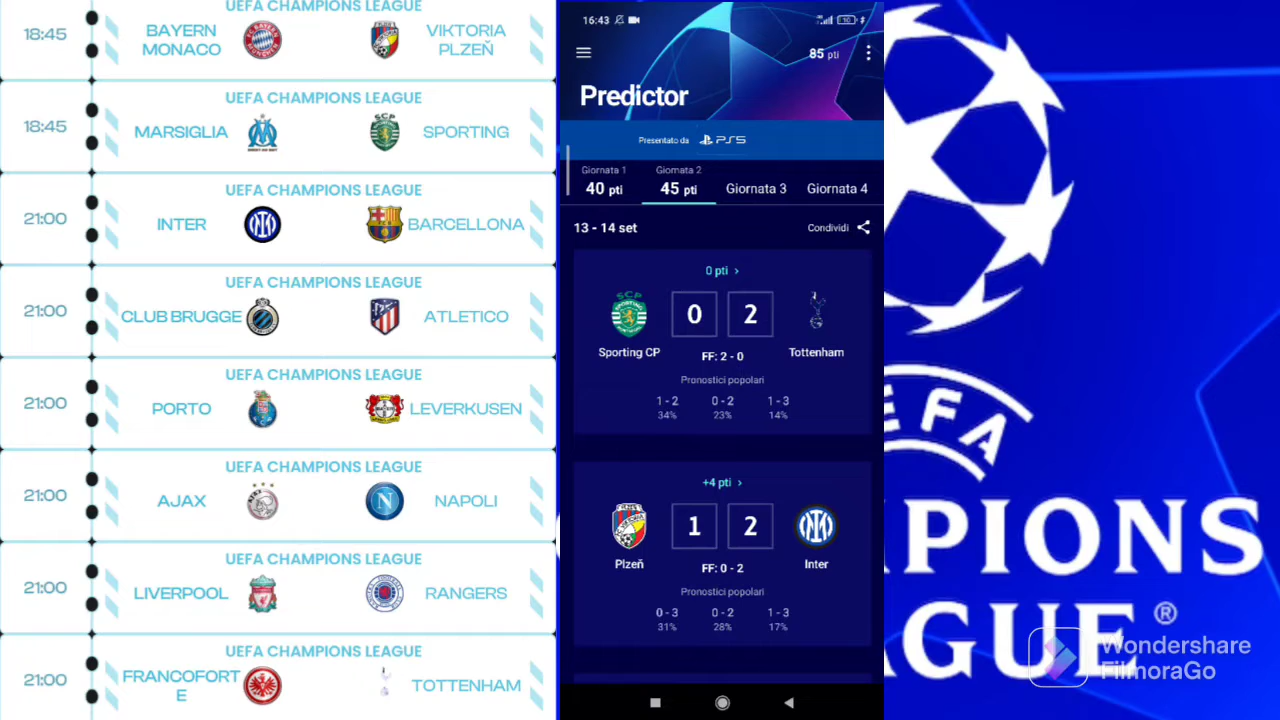 UEFA CHAMPIONS LEAGUE
18:45
BAYERN
MONACO
VIKTORIA
PLZEŇ
UEFA CHAMPIONS LEAGUE
18:45
MARSIGLIA
SPORTING
UEFA CHAMPIONS LEAGUE
21:00
INTER
BARCELLONA
UEFA CHAMPIONS LEAGUE
21:00
CLUB BRUGGE
ATLETICO
UEFA CHAMPIONS LEAGUE
21:00
PORTO
LEVERKUSEN
UEFA CHAMPIONS LEAGUE
21:00
AJAX
NAPOLI
UEFA CHAMPIONS LEAGUE
21:00
LIVERPOOL
RANGERS
UEFA CHAMPIONS LEAGUE
21:00
FRANCOFORT
E
TOTTENHAM
16:43
10
85 pti
Predictor
Presentato da PS5
Giornata 1
40 pti
Giornata 2
45 pti
Giornata 3
Giornata 4
13 - 14 set
Condividi
0 pti >
0 2
Sporting CP
Tottenham
FF: 2 - 0
Pronostici popolari
1 - 2 0 - 2 1 - 3
34% 23% 14%
+4 pti >
1 2
Plzeň
Inter
FF: 0 - 2
Pronostici popolari
0 - 3 0 - 2 1 - 3
31% 28% 17%
EFA
MPIONS
AGUE®
Wondershare
FilmoraGo